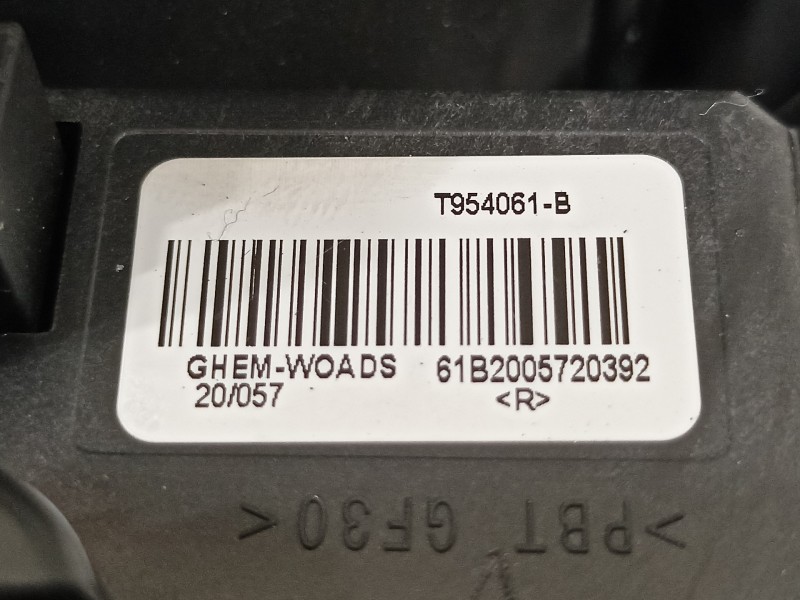 T954061-B
GHEM-WOADS 61B2005720392
20/057 <R>
>PBT GF30<